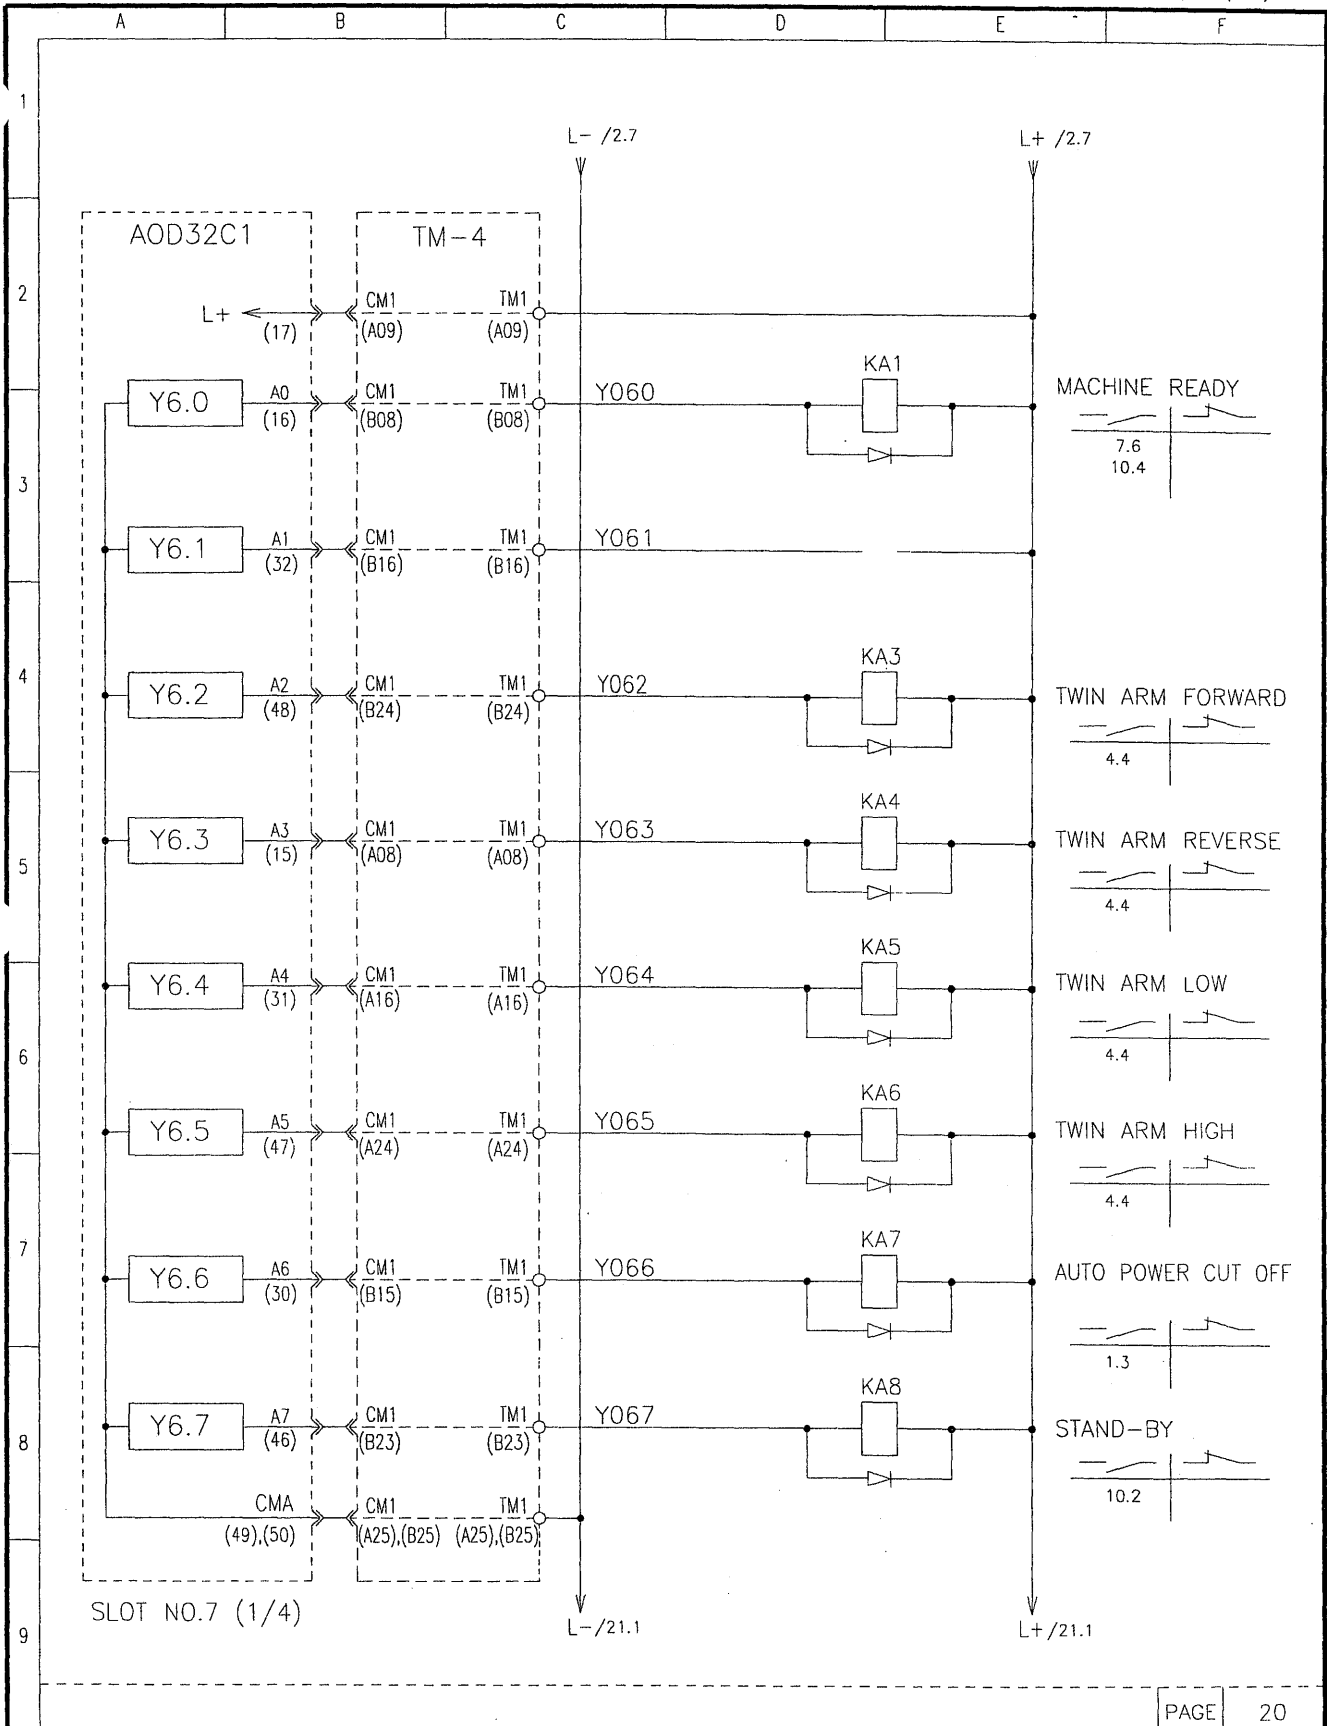 A B C D E F
1
L- /2.7 L+ /2.7
AOD32C1 TM-4
2
L+ (17) CM1 (A09) TM1 (A09)
KA1
Y6.0 A0 (16) CM1 (B08) TM1 (B08) Y060 MACHINE READY
7.6
10.4
3
Y6.1 A1 (32) CM1 (B16) TM1 (B16) Y061
KA3
4
Y6.2 A2 (48) CM1 (B24) TM1 (B24) Y062 TWIN ARM FORWARD
4.4
KA4
Y6.3 A3 (15) CM1 (A08) TM1 (A08) Y063 TWIN ARM REVERSE
5
4.4
KA5
Y6.4 A4 (31) CM1 (A16) TM1 (A16) Y064 TWIN ARM LOW
6
4.4
KA6
Y6.5 A5 (47) CM1 (A24) TM1 (A24) Y065 TWIN ARM HIGH
4.4
7
KA7
Y6.6 A6 (30) CM1 (B15) TM1 (B15) Y066 AUTO POWER CUT OFF
1.3
KA8
Y6.7 A7 (46) CM1 (B23) TM1 (B23) Y067 STAND-BY
8
10.2
CMA (49),(50) CM1 (A25),(B25) TM1 (A25),(B25)
SLOT NO.7 (1/4)
L-/21.1 L+/21.1
9
PAGE 20